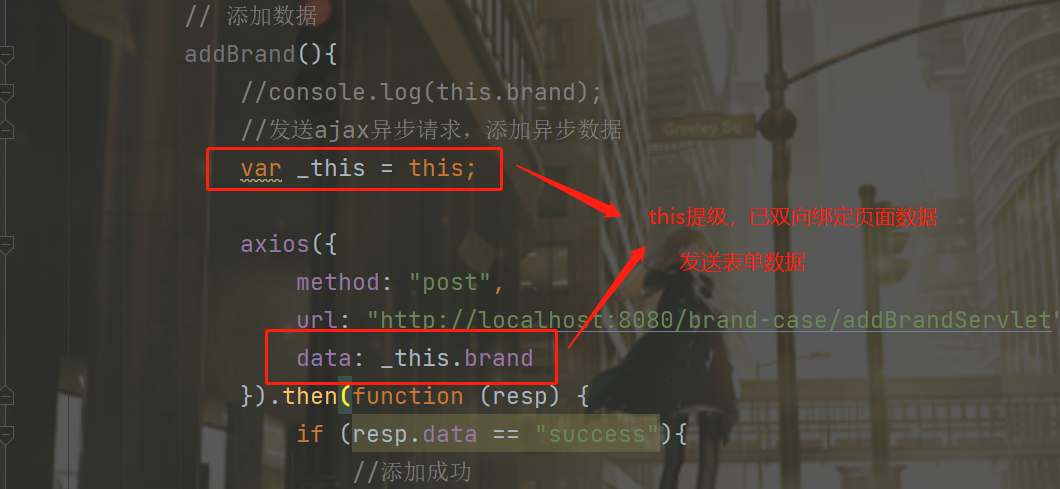 // 添加数据
addBrand(){
//console.log(this.brand);
//发送ajax异步请求，添加异步数据
var _this = this;
Greeley Sq
this提级，已双向绑定页面数据
axios({
发送表单数据
method: "post",
url: "http://localhost:8080/brand-case/addBrandServlet"
data: _this.brand
}).then(function (resp) {
if (resp.data == "success"){
//添加成功